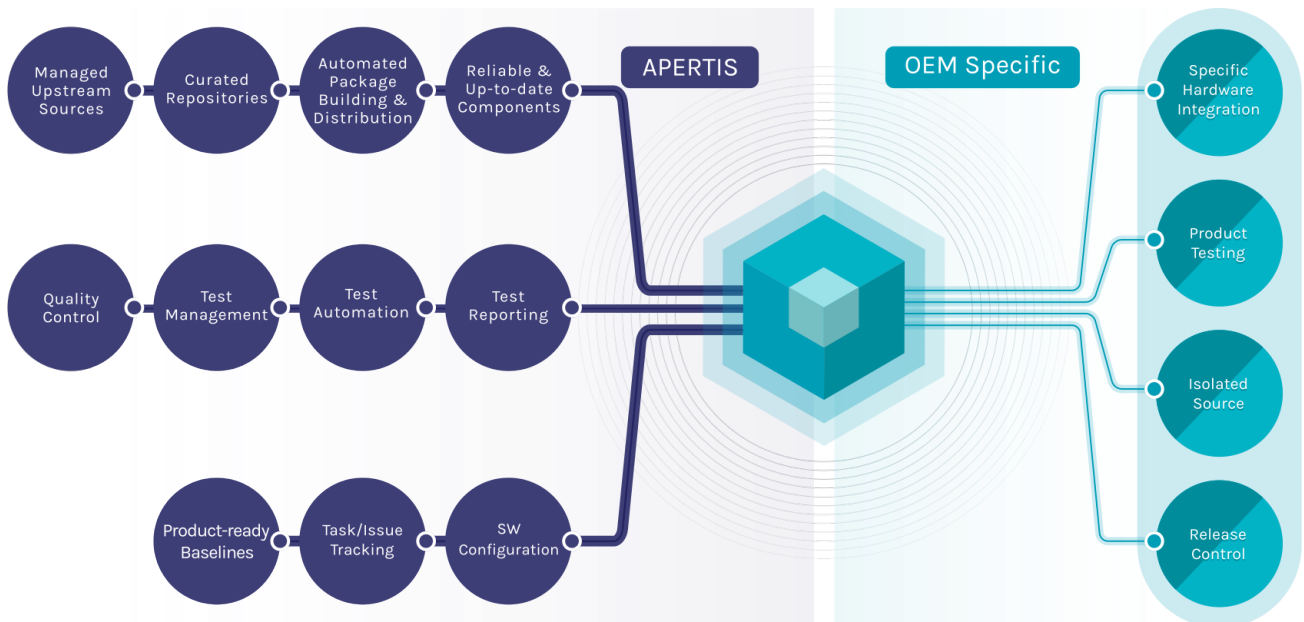 APERTIS
OEM Specific
Managed
Upstream
Sources
Curated
Repositories
Automated
Package
Building &
Distribution
Reliable &
Up-to-date
Components
Specific
Hardware
Integration
Product
Testing
Quality
Control
Test
Management
Test
Automation
Test
Reporting
Isolated
Source
Product-ready
Baselines
Task/Issue
Tracking
SW
Configuration
Release
Control